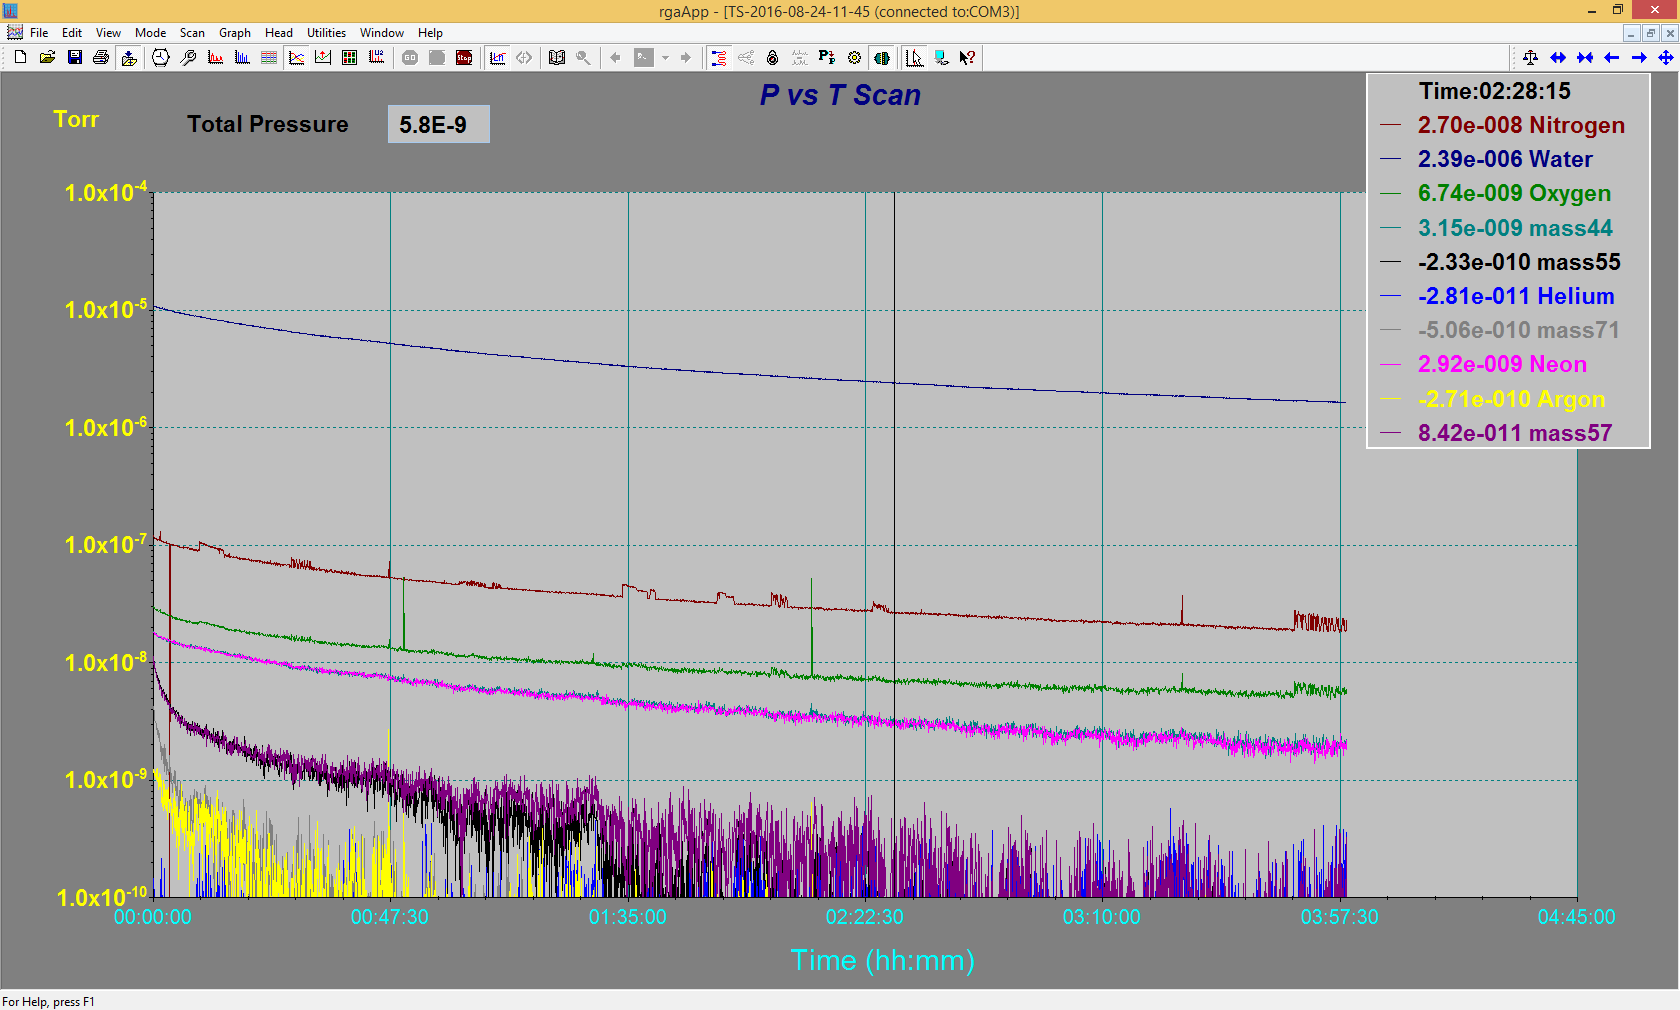 rgaApp - [TS-2016-08-24-11-45 (connected to:COM3)]
File Edit View Mode Scan Graph Head Utilities Window Help
GO Stop
P vs T Scan
Torr
Total Pressure 5.8E-9
Time:02:28:15
2.70e-008 Nitrogen
2.39e-006 Water
6.74e-009 Oxygen
3.15e-009 mass44
-2.33e-010 mass55
-2.81e-011 Helium
-5.06e-010 mass71
2.92e-009 Neon
-2.71e-010 Argon
8.42e-011 mass57
1.0x10-4
1.0x10-5
1.0x10-6
1.0x10-7
1.0x10-8
1.0x10-9
1.0x10-10
00:00:00 00:47:30 01:35:00 02:22:30 03:10:00 03:57:30 04:45:00
Time (hh:mm)
For Help, press F1